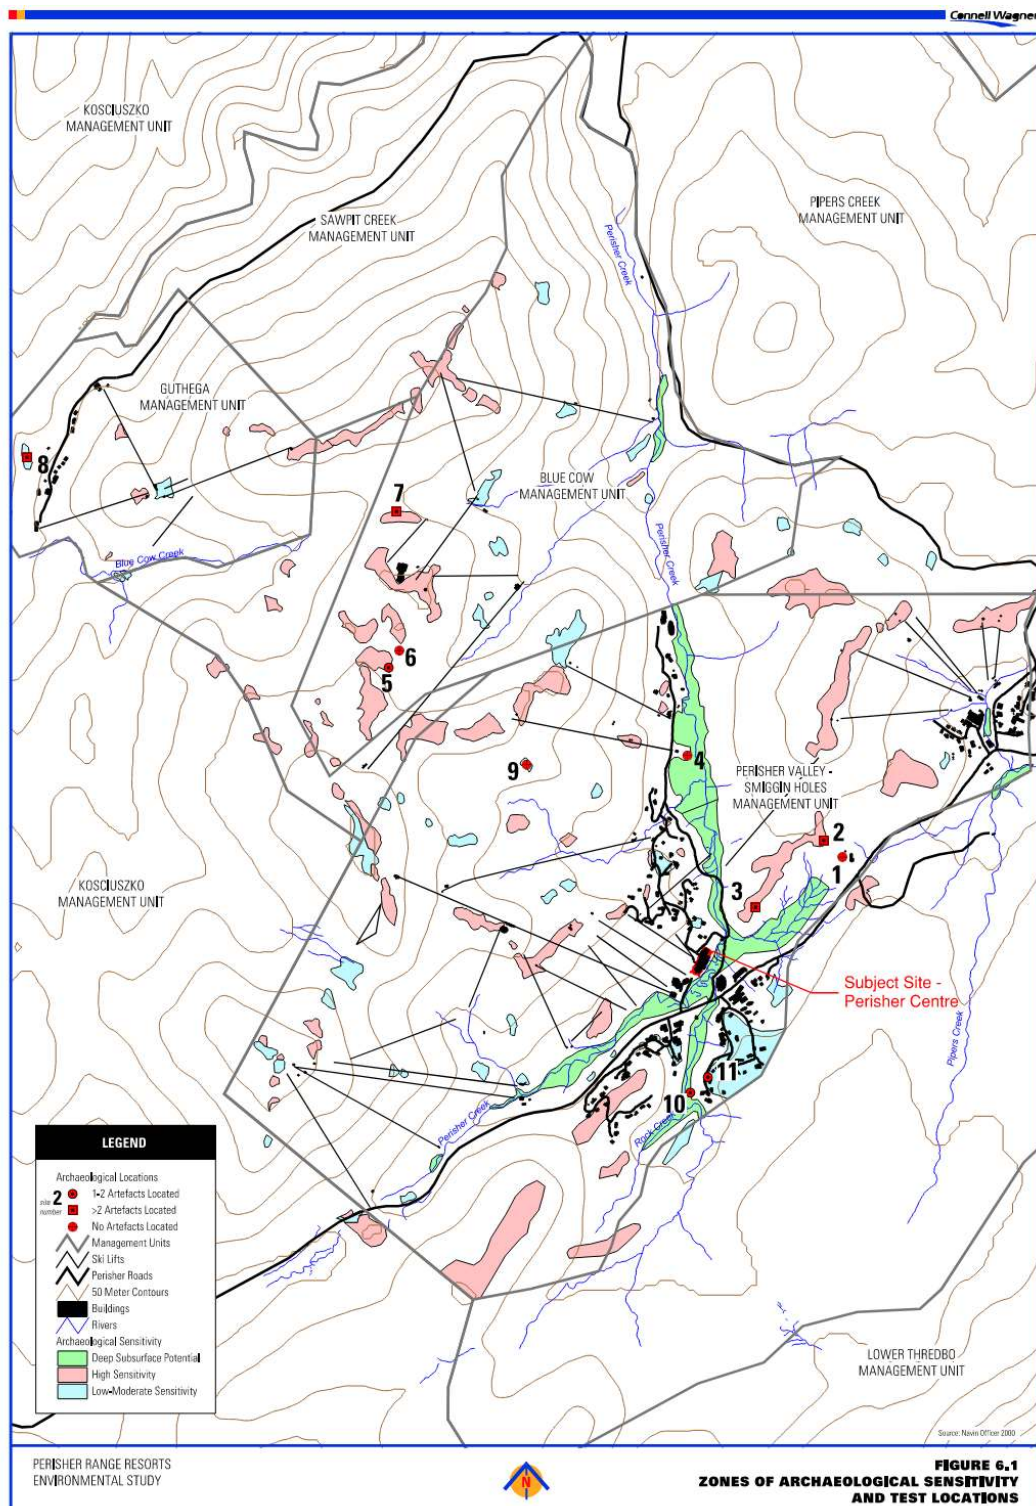 Connell Wagner
KOSCIUSZKO
MANAGEMENT UNIT
SAWPIT CREEK
MANAGEMENT UNIT
PIPERS CREEK
MANAGEMENT UNIT
Perisher Creek
GUTHEGA
MANAGEMENT UNIT
8
7
BLUE COW
MANAGEMENT UNIT
Blue Cow Creek
Perisher Creek
6
5
9
4
PERISHER VALLEY -
SMIGGIN HOLES
MANAGEMENT UNIT
2
1
3
KOSCIUSZKO
MANAGEMENT UNIT
Subject Site -
Perisher Centre
Pipers Creek
11
10
Perisher Creek
Rock Creek
LEGEND
Archaeological Locations
site number 2
1-2 Artefacts Located
>2 Artefacts Located
No Artefacts Located
Management Units
Ski Lifts
Perisher Roads
50 Meter Contours
Buildings
Rivers
Archaeological Sensitivity
Deep Subsurface Potential
High Sensitivity
Low-Moderate Sensitivity
LOWER THREDBO
MANAGEMENT UNIT
Source: Navin Officer 2000
PERISHER RANGE RESORTS
ENVIRONMENTAL STUDY
N
FIGURE 6.1
ZONES OF ARCHAEOLOGICAL SENSITIVITY
AND TEST LOCATIONS